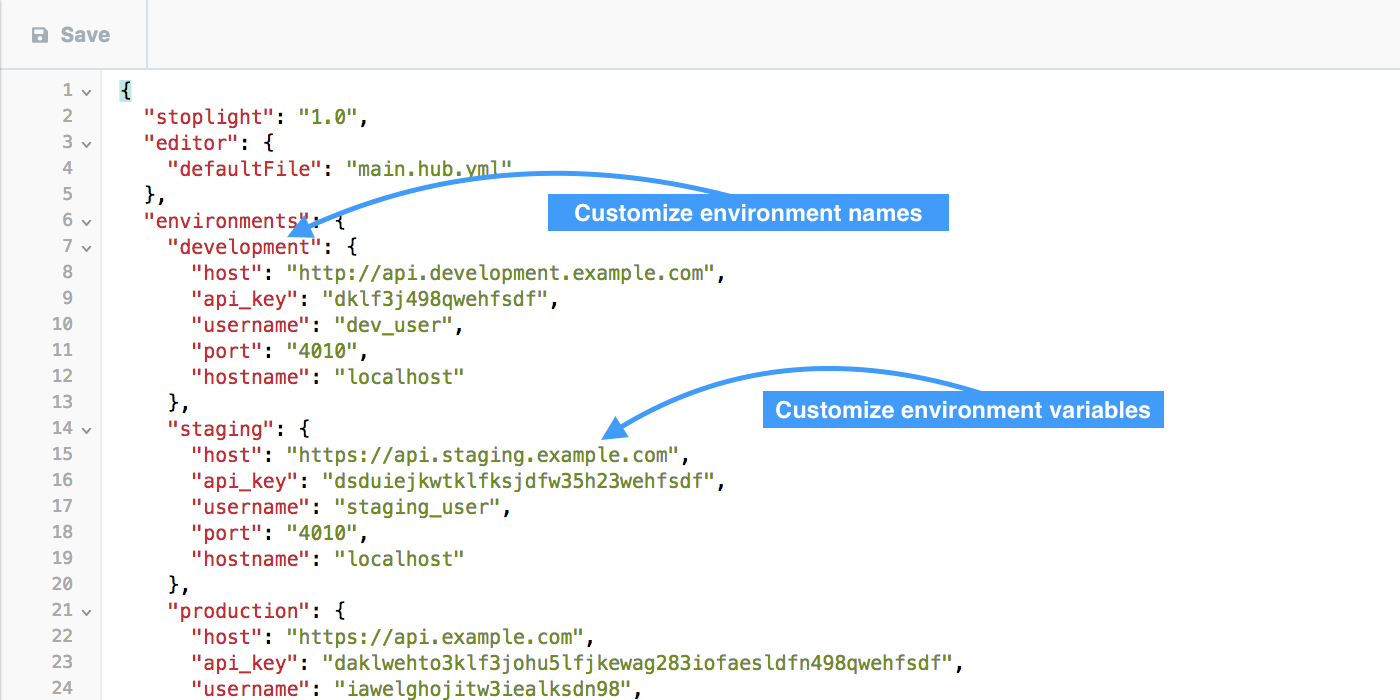 Save
1 {
2 "stoplight": "1.0",
3 "editor": {
4 "defaultFile": "main.hub.yml"
5 },
Customize environment names
6 "environments": {
7 "development": {
8 "host": "http://api.development.example.com",
9 "api_key": "dklf3j498qwehfsdf",
10 "username": "dev_user",
11 "port": "4010",
12 "hostname": "localhost"
13 },
Customize environment variables
14 "staging": {
15 "host": "https://api.staging.example.com",
16 "api_key": "dsduiejkwtklfksjdfw35h23wehfsdf",
17 "username": "staging_user",
18 "port": "4010",
19 "hostname": "localhost"
20 },
21 "production": {
22 "host": "https://api.example.com",
23 "api_key": "daklwehto3klf3johu5lfjkewag283iofaesldfn498qwehfsdf",
24 "username": "iawelghojitw3iealksdn98",